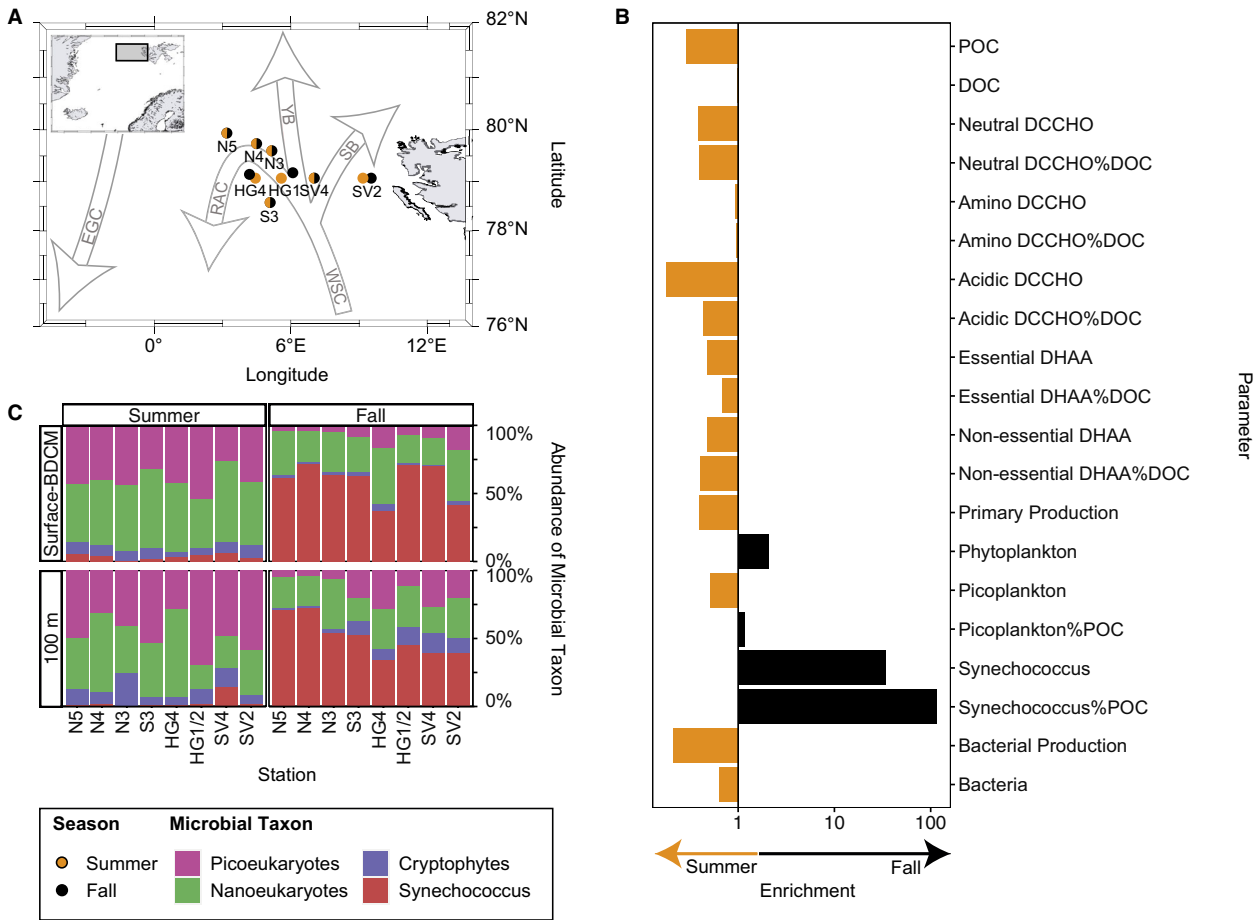 A
82°N
80°N
78°N
76°N
Latitude
0°
6°E
12°E
Longitude
EGC
RAC
YB
SB
WSC
N5
N4
N3
HG4
HG1
SV4
SV2
S3
B
POC
DOC
Neutral DCCHO
Neutral DCCHO%DOC
Amino DCCHO
Amino DCCHO%DOC
Acidic DCCHO
Acidic DCCHO%DOC
Essential DHAA
Essential DHAA%DOC
Non-essential DHAA
Non-essential DHAA%DOC
Primary Production
Phytoplankton
Picoplankton
Picoplankton%POC
Synechococcus
Synechococcus%POC
Bacterial Production
Bacteria
Parameter
1
10
100
Summer
Fall
Enrichment
C
Summer
Fall
Surface-BDCM
100 m
100%
50%
0%
100%
50%
0%
Abundance of Microbial Taxon
N5
N4
N3
S3
HG4
HG1/2
SV4
SV2
N5
N4
N3
S3
HG4
HG1/2
SV4
SV2
Station
Season
Summer
Fall
Microbial Taxon
Picoeukaryotes
Nanoeukaryotes
Cryptophytes
Synechococcus